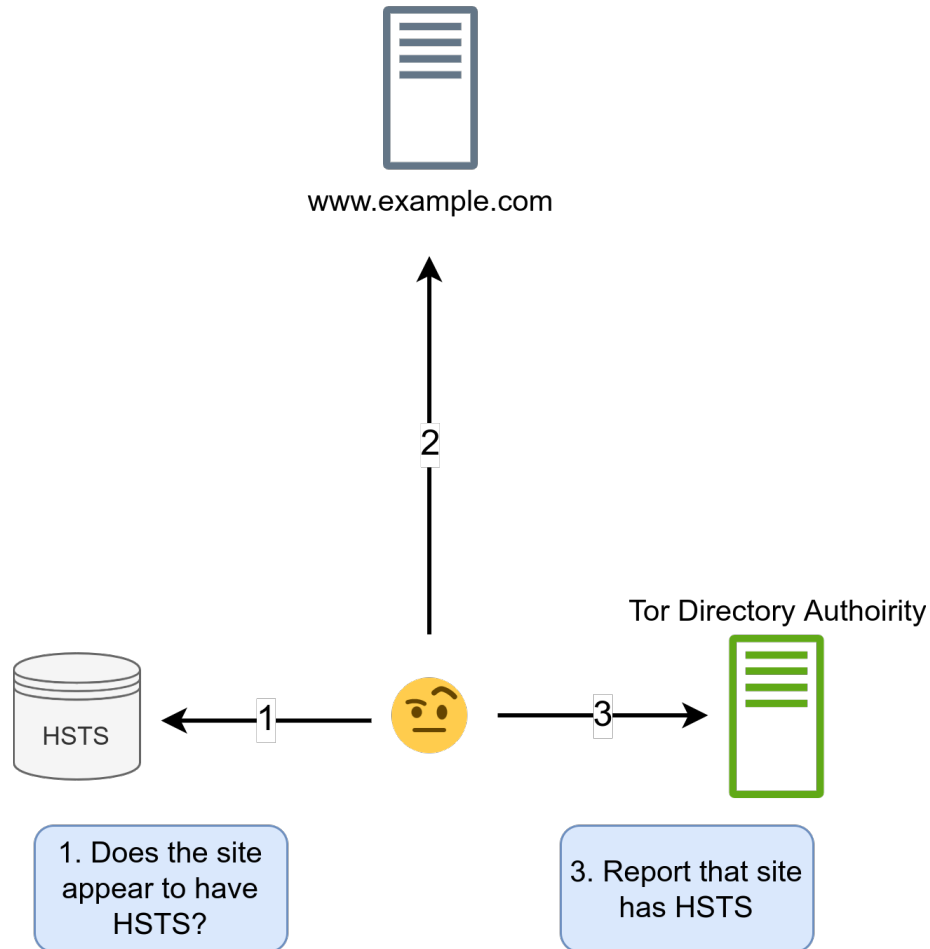 www.example.com
2
Tor Directory Authoirity
HSTS
1
3
1. Does the site
appear to have
HSTS?
3. Report that site
has HSTS